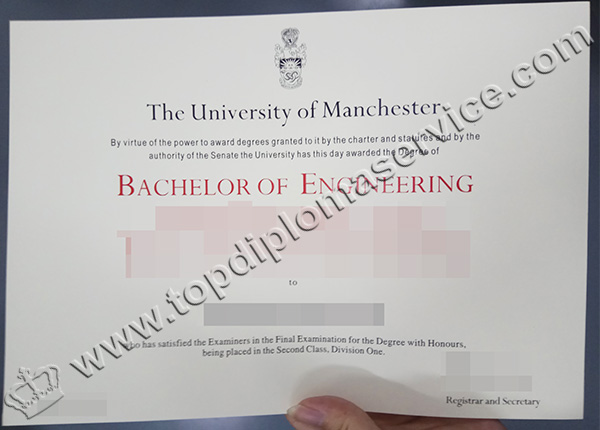 The University of Manchester
By virtue of the power to award degrees granted to it by the charter and statures and by the
authority of the Senate the University has this day awarded the Degree of
BACHELOR OF ENGINEERING
to
who has satisfied the Examiners in the Final Examination for the Degree with Honours,
being placed in the Second Class, Division One.
Registrar and Secretary
www.topdiplomaservice.com